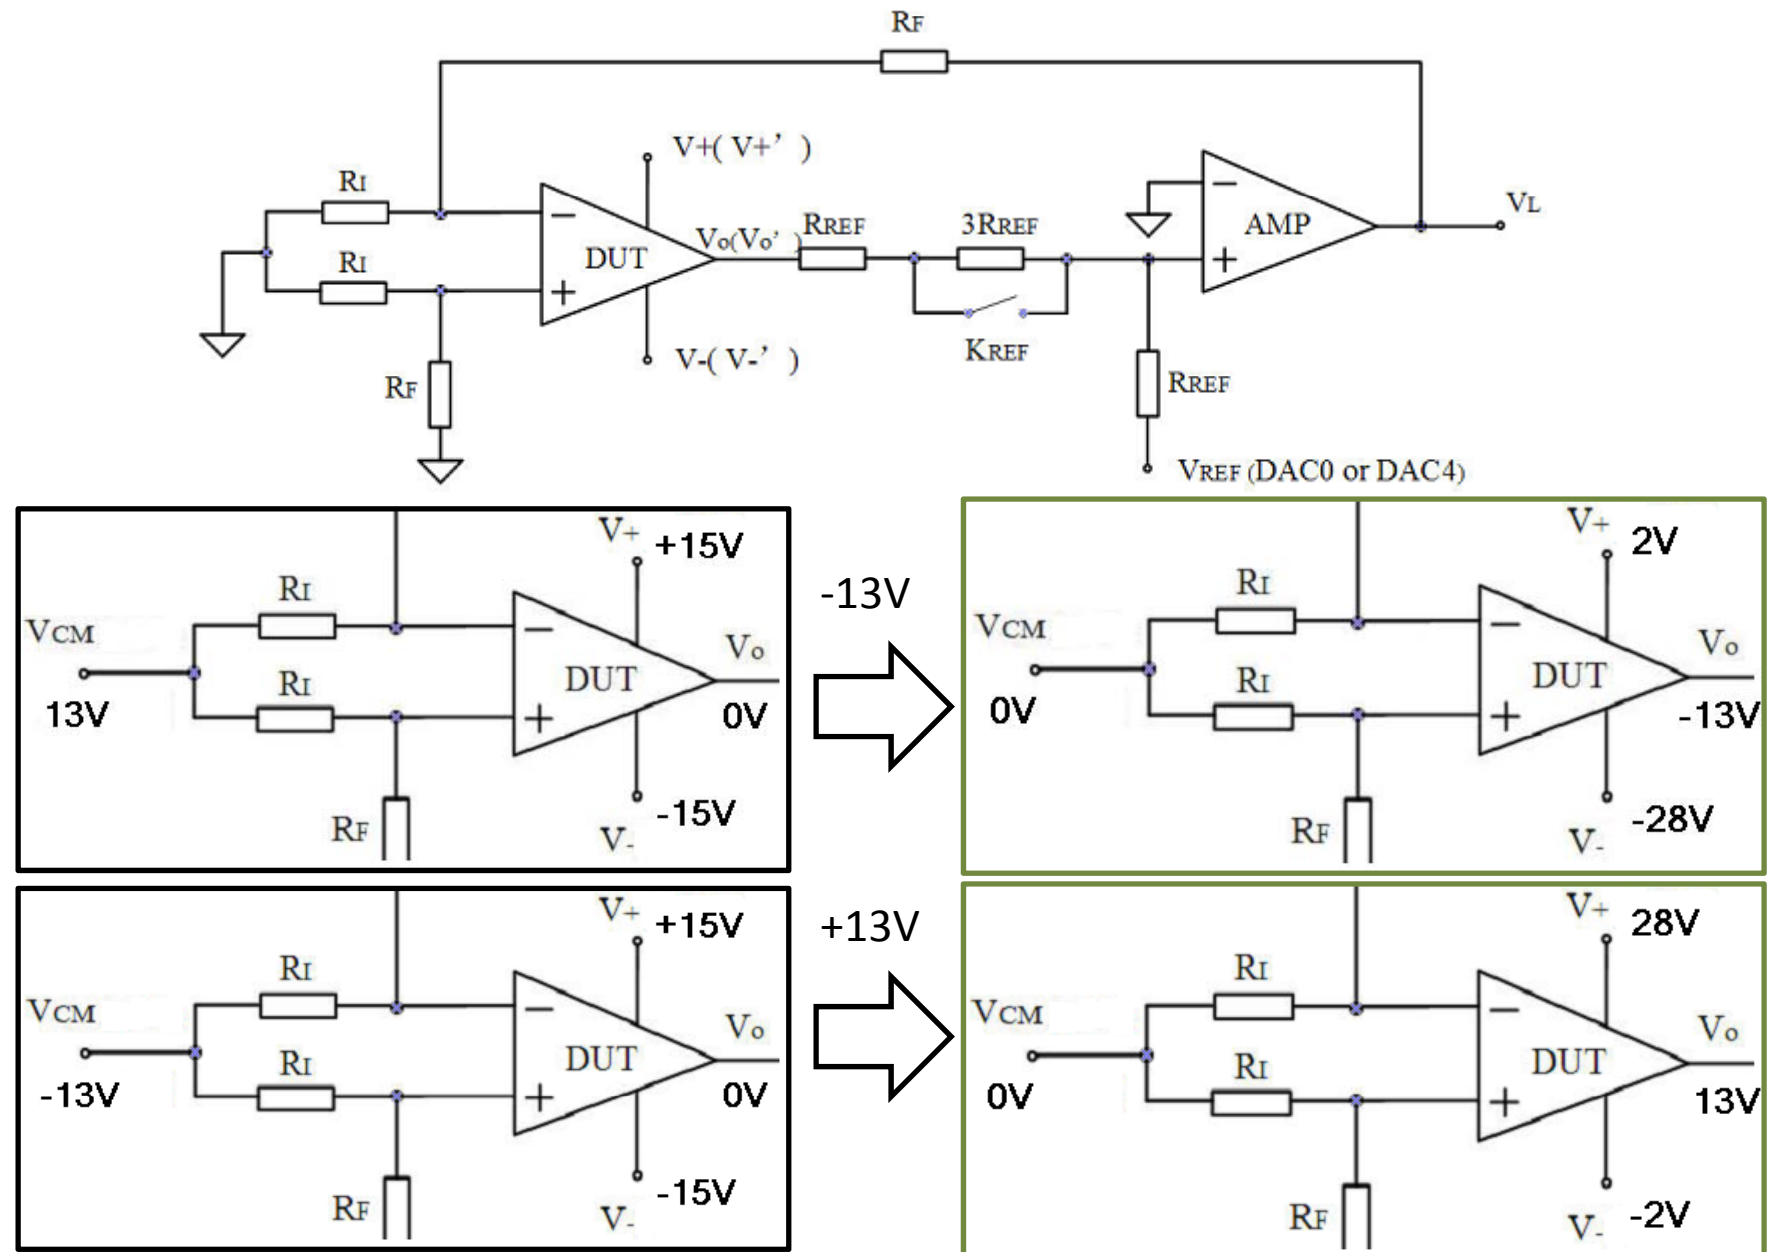 RF
V+( V+’ )
RI
VL
Vo(Vo’ )
RREF
3RREF
−
−
AMP
DUT
RI
+
+
KREF
V-( V-’ )
RF
RREF
VREF (DAC0 or DAC4)
V+
+15V
RI
−
VCM
-13V
Vo
DUT
RI
13V
+
0V
-15V
RF
V-
V+
2V
RI
−
VCM
Vo
DUT
RI
0V
+
-13V
-28V
RF
V-
V+
+15V
RI
−
VCM
+13V
Vo
DUT
RI
-13V
+
0V
-15V
RF
V-
V+
28V
RI
−
VCM
Vo
DUT
RI
0V
+
13V
-2V
RF
V-